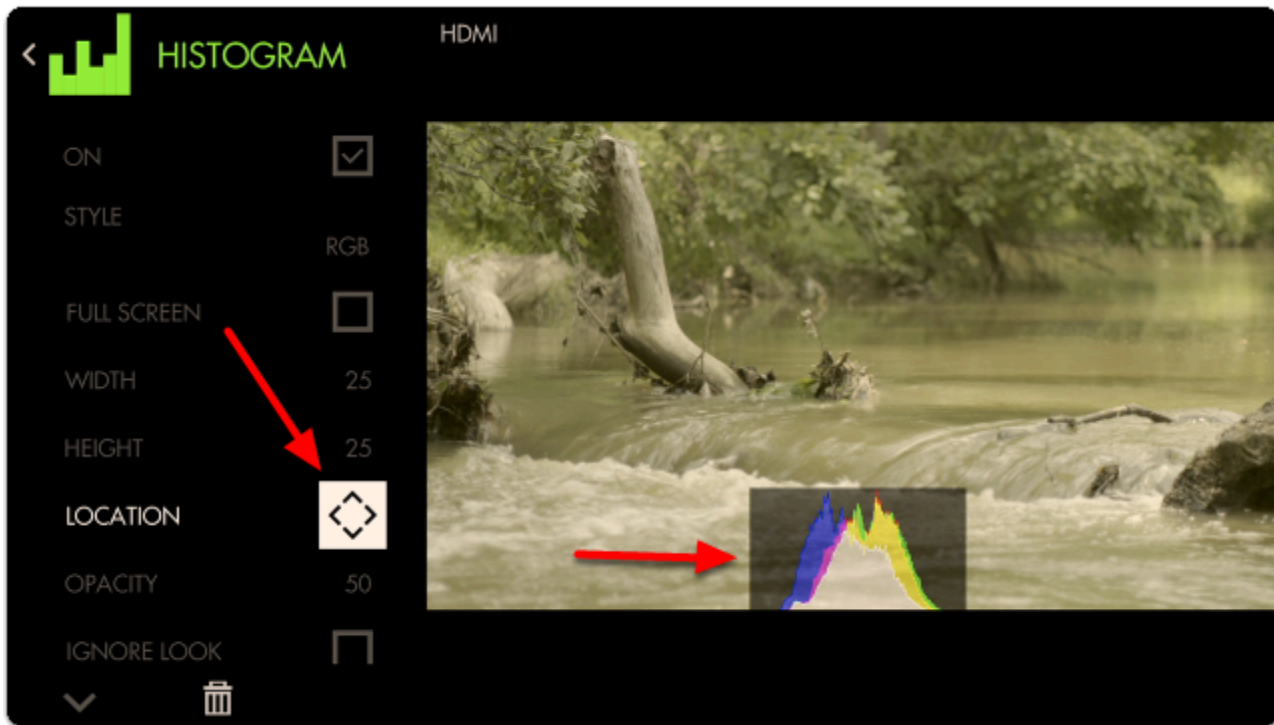 HISTOGRAM
HDMI
ON
STYLE
RGB
FULL SCREEN
WIDTH 25
HEIGHT 25
LOCATION
OPACITY 50
IGNORE LOOK